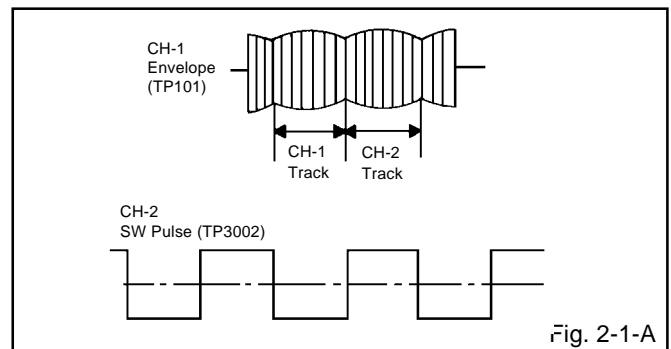 CH-1
Envelope
(TP101)
CH-1
Track
CH-2
Track
CH-2
SW Pulse (TP3002)
Fig. 2-1-A